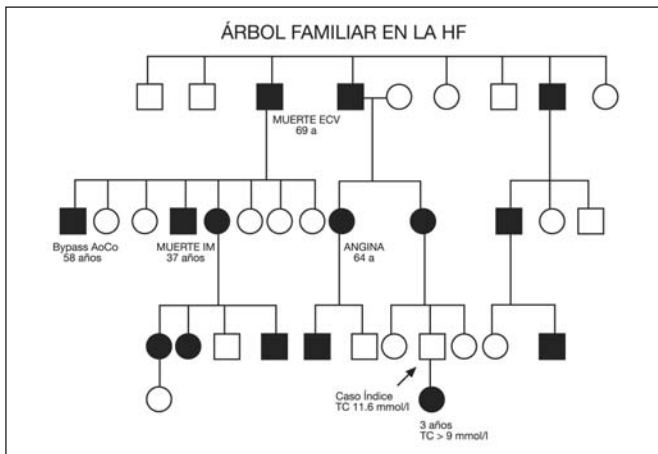 ÁRBOL FAMILIAR EN LA HF
MUERTE ECV
69 a
Bypass AoCo
58 años
MUERTE IM
37 años
ANGINA
64 a
Caso Índice
TC 11.6 mmol/l
3 años
TC > 9 mmol/l